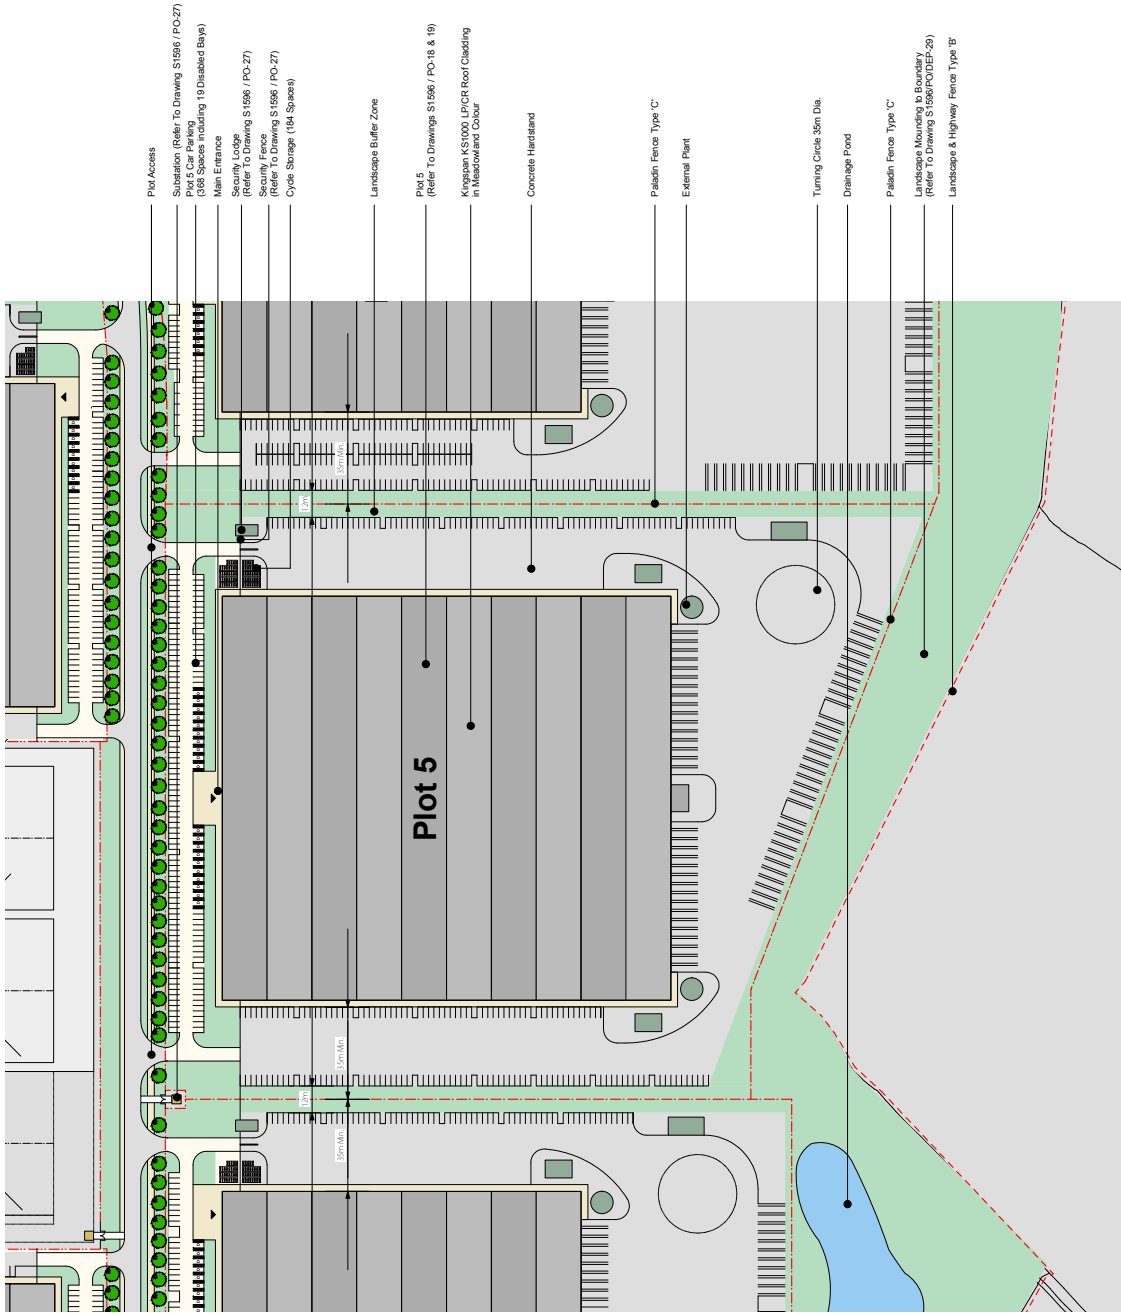 Plot Access
Substation (Refer To Drawing S1596 / PO-27)
Plot 5 Car Parking
(368 Spaces including 19 Disabled Bays)
Main Entrance
Security Lodge
(Refer To Drawing S1596 / PO-27)
Security Fence
(Refer To Drawing S1596 / PO-27)
Cycle Storage (184 Spaces)
Landscape Buffer Zone
Plot 5
(Refer To Drawings S1596 / PO-18 & 19)
Kingspan KS1000 LP/CR Roof Cladding
in Meadowland Colour
Concrete Hardstand
Paladin Fence Type 'C'
External Plant
Turning Circle 35m Dia.
Drainage Pond
Paladin Fence Type 'C'
Landscape Mounding to Boundary
(Refer To Drawing S1596/PO/DEP-29)
Landscape & Highway Fence Type 'B'
35m Min.
12m
Plot 5
35m Min.
12m
35m Min.